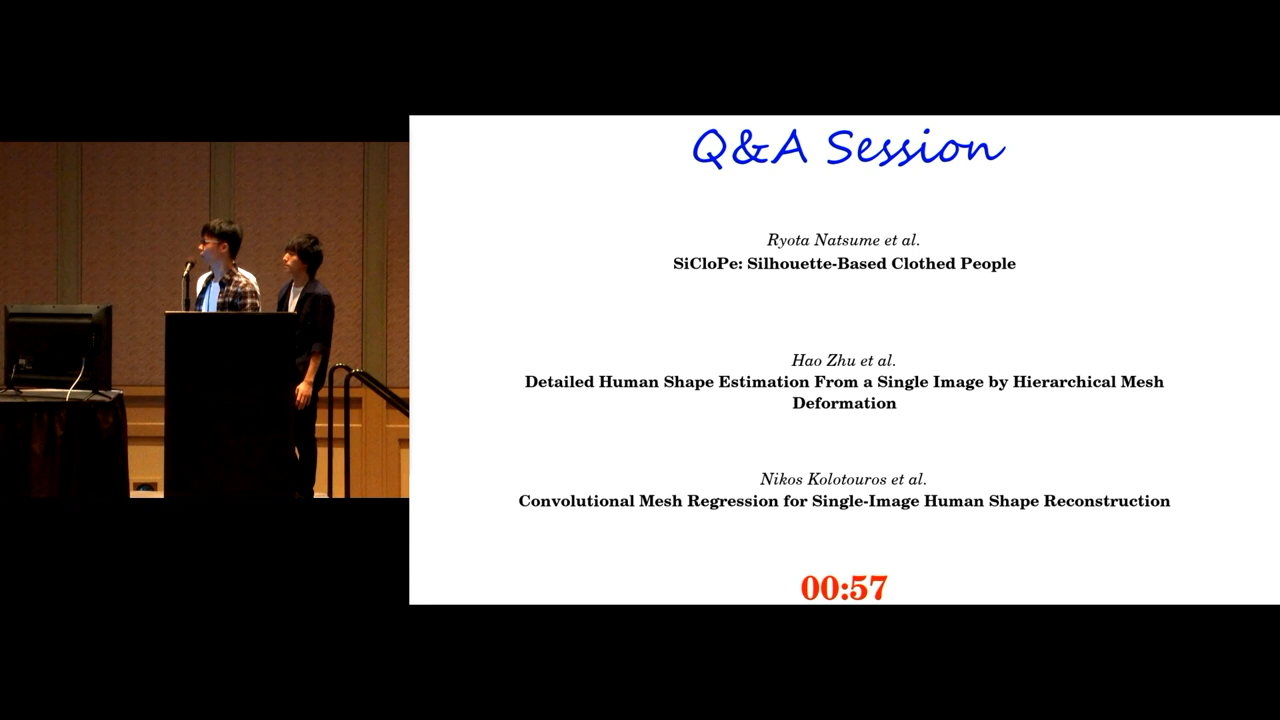 Q&A Session
Ryota Natsume et al.
SiCloPe: Silhouette-Based Clothed People
Hao Zhu et al.
Detailed Human Shape Estimation From a Single Image by Hierarchical Mesh
Deformation
Nikos Kolotouros et al.
Convolutional Mesh Regression for Single-Image Human Shape Reconstruction
00:57